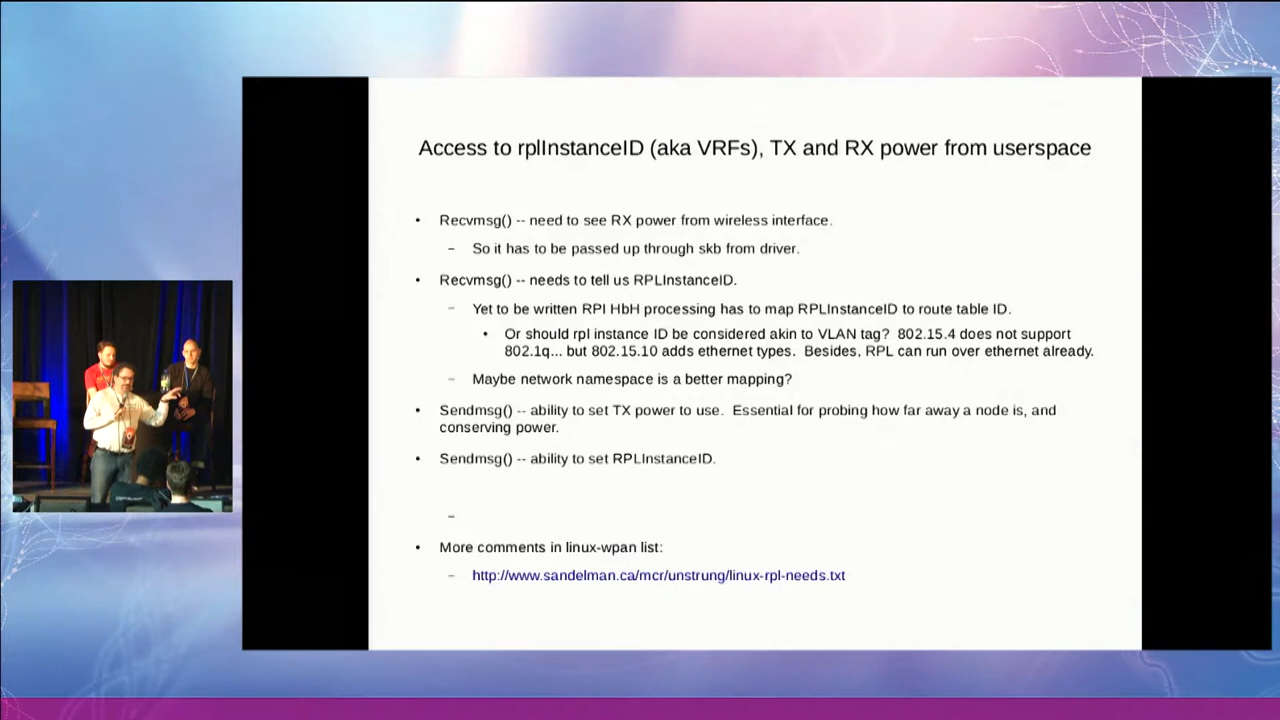 Access to rplInstanceID (aka VRFs), TX and RX power from userspace
• Recvmsg() -- need to see RX power from wireless interface.
– So it has to be passed up through skb from driver.
• Recvmsg() -- needs to tell us RPLInstanceID.
– Yet to be written RPI HbH processing has to map RPLInstanceID to route table ID.
• Or should rpl instance ID be considered akin to VLAN tag? 802.15.4 does not support
802.1q... but 802.15.10 adds ethernet types. Besides, RPL can run over ethernet already.
– Maybe network namespace is a better mapping?
• Sendmsg() -- ability to set TX power to use. Essential for probing how far away a node is, and
conserving power.
• Sendmsg() -- ability to set RPLInstanceID.
–
• More comments in linux-wpan list:
– http://www.sandelman.ca/mcr/unstrung/linux-rpl-needs.txt